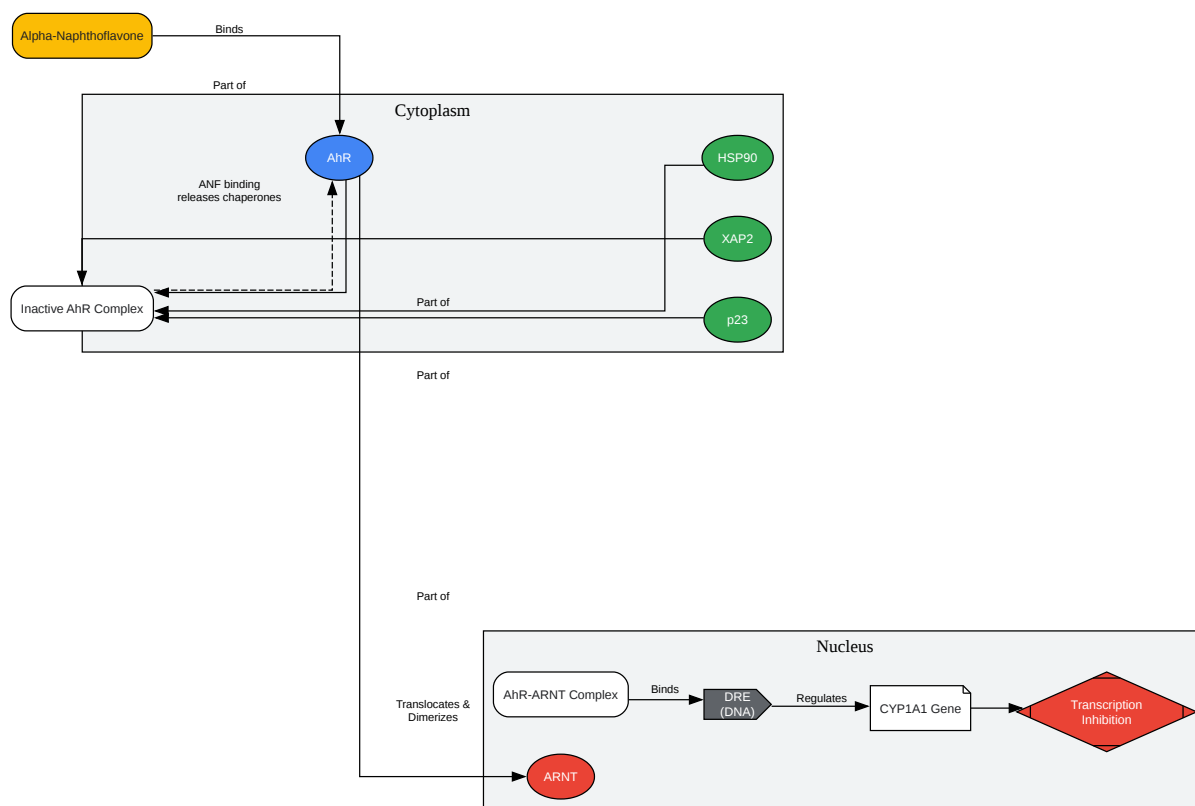 Alpha-Naphthoflavone
Binds
Part of
Cytoplasm
AhR
HSP90
ANF binding
releases chaperones
XAP2
Inactive AhR Complex
Part of
p23
Part of
Part of
Nucleus
AhR-ARNT Complex
Binds
DRE
(DNA)
Regulates
CYP1A1 Gene
Transcription
Inhibition
Translocates &
Dimerizes
ARNT